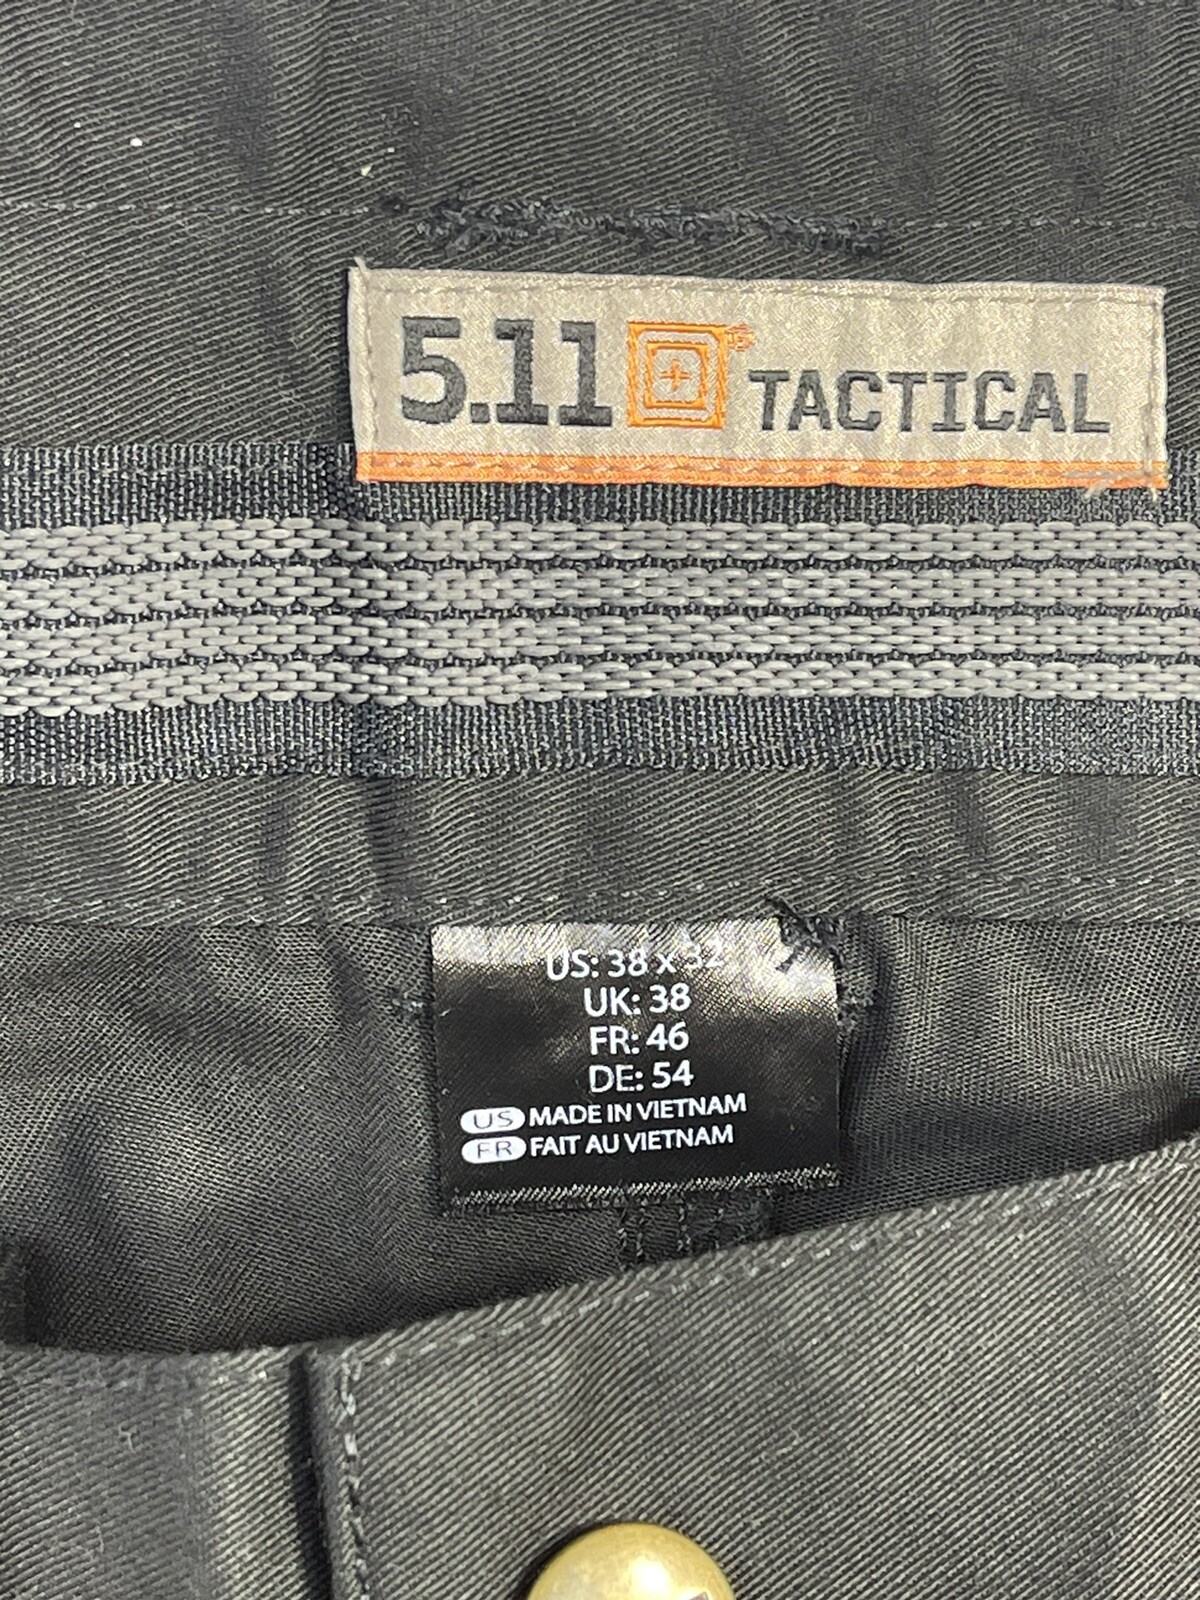 5.11 ® TACTICAL
US: 38 x 32
UK: 38
FR: 46
DE: 54
US MADE IN VIETNAM
FR FAIT AU VIETNAM